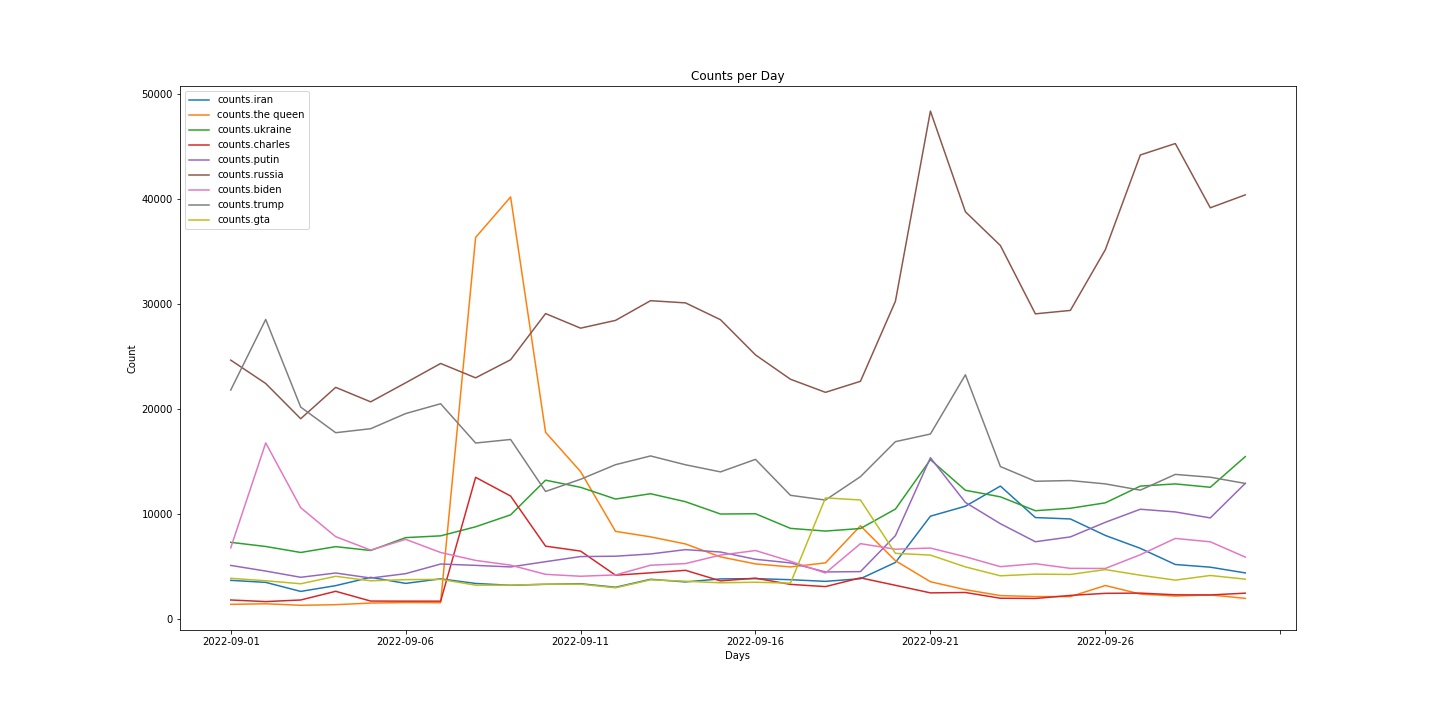 Counts per Day
counts.iran
counts.the queen
counts.ukraine
counts.charles
counts.putin
counts.russia
counts.biden
counts.trump
counts.gta
50000
40000
30000
20000
10000
0
Count
2022-09-01 2022-09-06 2022-09-11 2022-09-16 2022-09-21 2022-09-26
Days